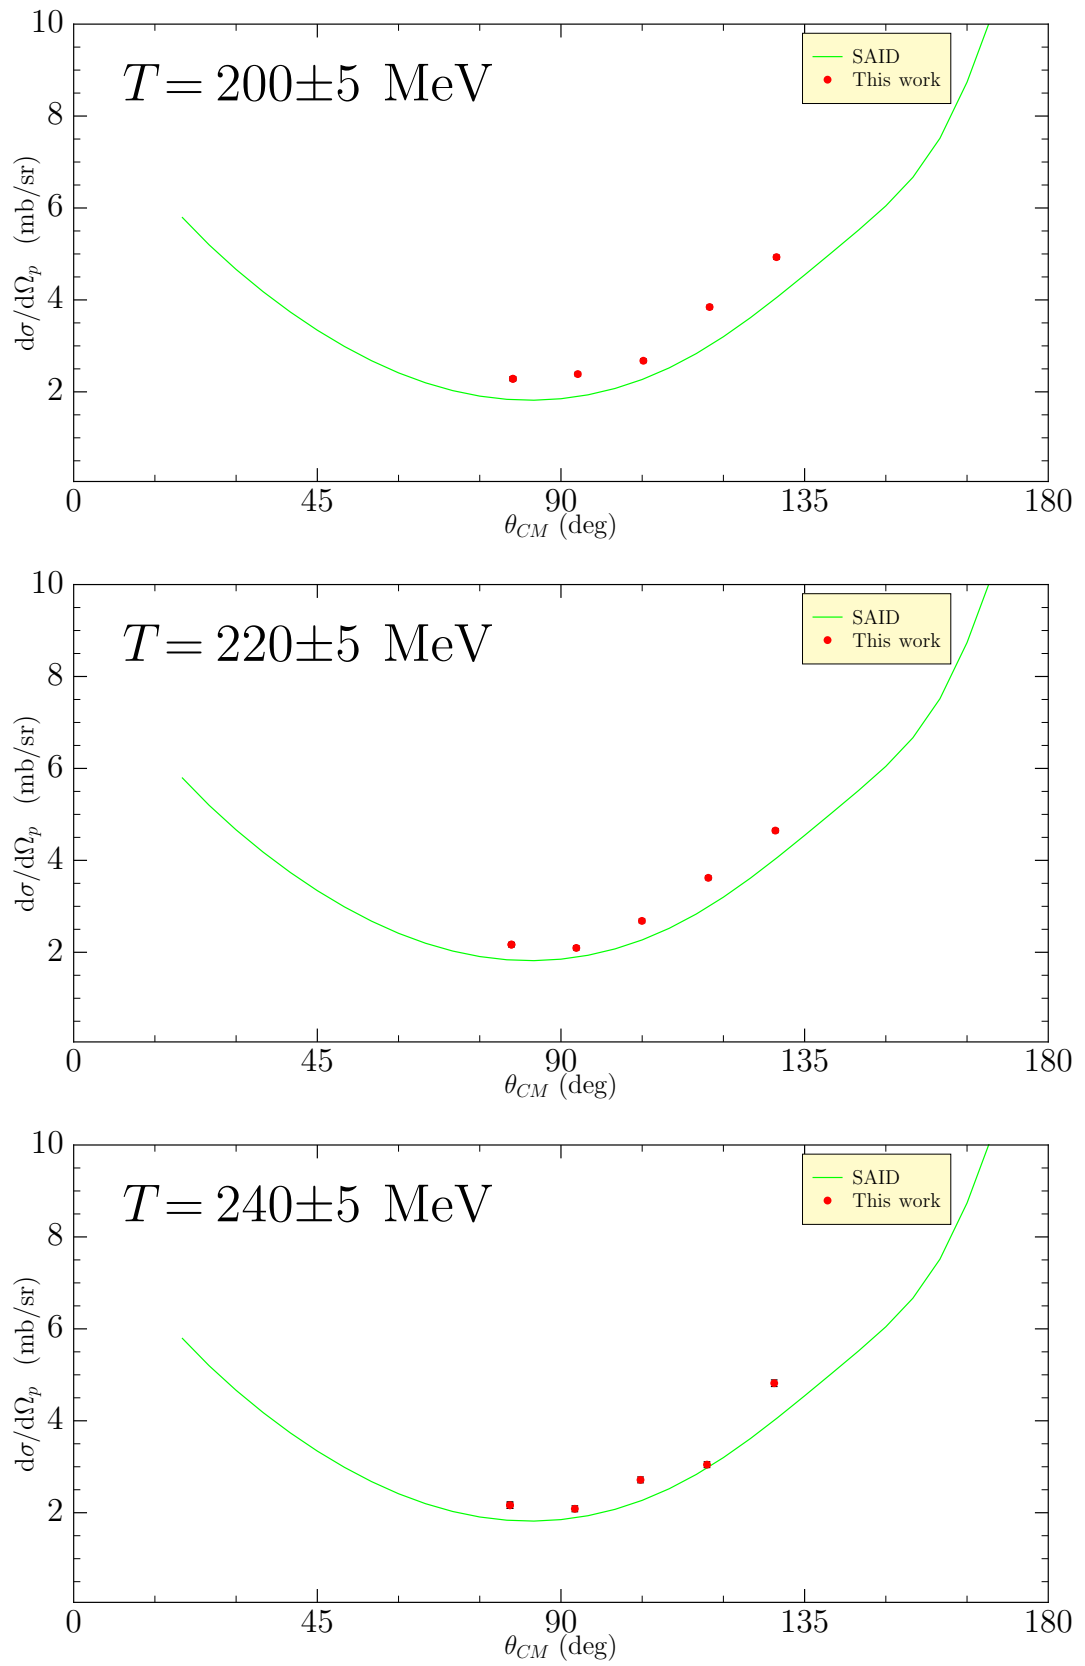 10
T = 200±5 MeV
SAID
This work
8
6
4
2
dσ/dΩp (mb/sr)
0 45 90 135 180
θCM (deg)
10
T = 220±5 MeV
SAID
This work
8
6
4
2
dσ/dΩp (mb/sr)
0 45 90 135 180
θCM (deg)
10
T = 240±5 MeV
SAID
This work
8
6
4
2
dσ/dΩp (mb/sr)
0 45 90 135 180
θCM (deg)